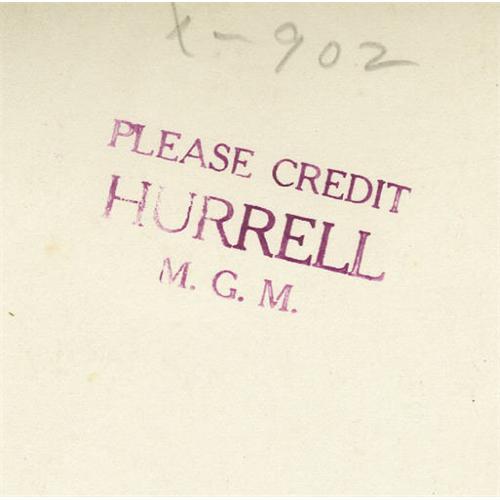 X-902
PLEASE CREDIT
HURRELL
M. G. M.